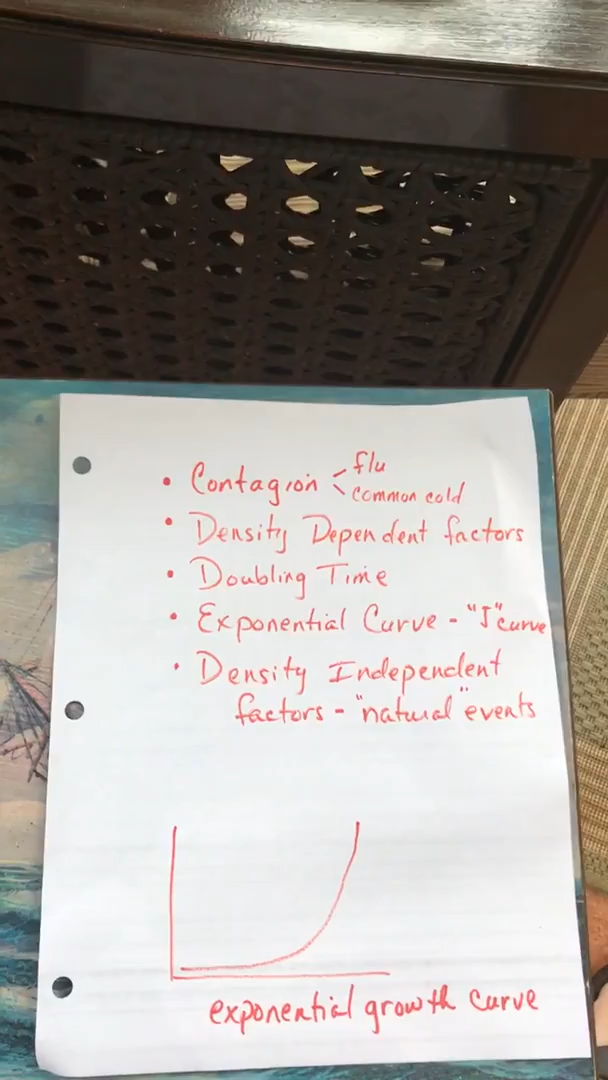 • Contagion < flu
common cold
• Density Dependent factors
• Doubling Time
• Exponential Curve - "J" curve
• Density Independent
factors - "natural" events
exponential growth curve